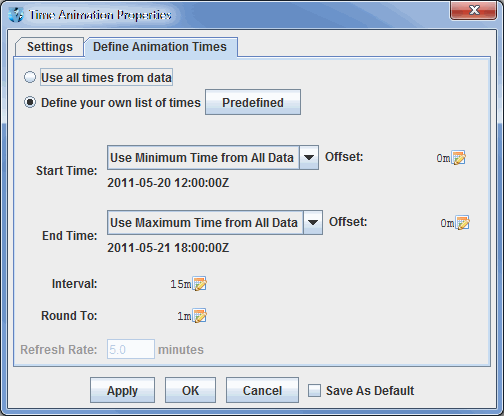 Time Animation Properties
Settings Define Animation Times
Use all times from data
Define your own list of times Predefined
Start Time: Use Minimum Time from All Data Offset: 0m
2011-05-20 12:00:00Z
End Time: Use Maximum Time from All Data Offset: 0m
2011-05-21 18:00:00Z
Interval: 15m
Round To: 1m
Refresh Rate: 5.0 minutes
Apply OK Cancel Save As Default